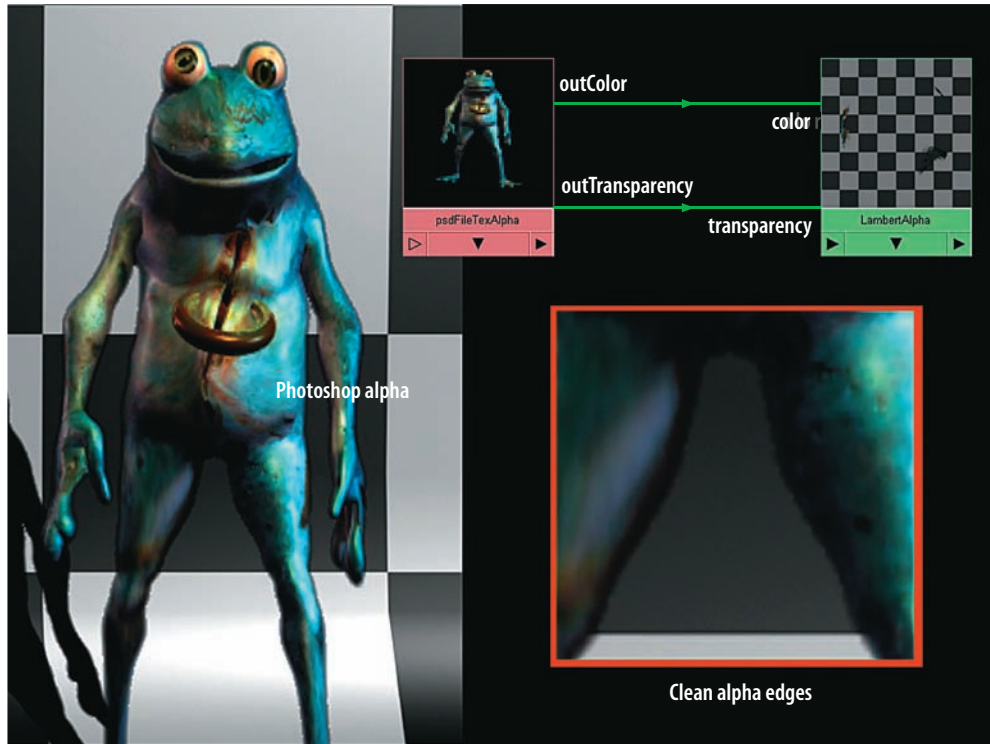 outColor
color
outTransparency
transparency
psdFileTexAlpha
LambertAlpha
Photoshop alpha
Clean alpha edges